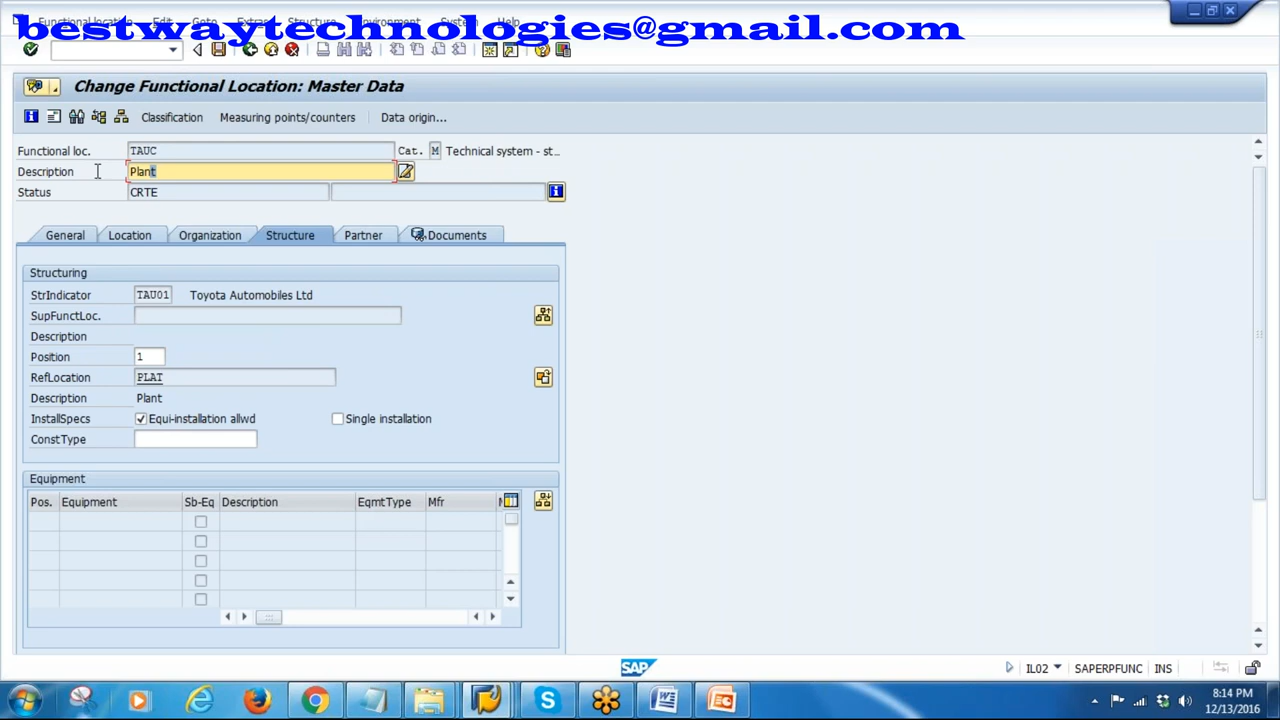 Functional location Edit Goto Extras Structure Environment System Help
bestwaytechnologies@gmail.com
Change Functional Location: Master Data
Classification Measuring points/counters Data origin...
Functional loc. TAUC Cat. M Technical system - st..
Description Plant
Status CRTE
General Location Organization Structure Partner Documents
Structuring
StrIndicator TAU01 Toyota Automobiles Ltd
SupFunctLoc.
Description
Position 1
RefLocation PLAT
Description Plant
InstallSpecs Equi-installation allwd Single installation
ConstType
Equipment
Pos. Equipment Sb-Eq Description EqmtType Mfr
SAP
IL02 SAPERPFUNC INS
8:14 PM
12/13/2016